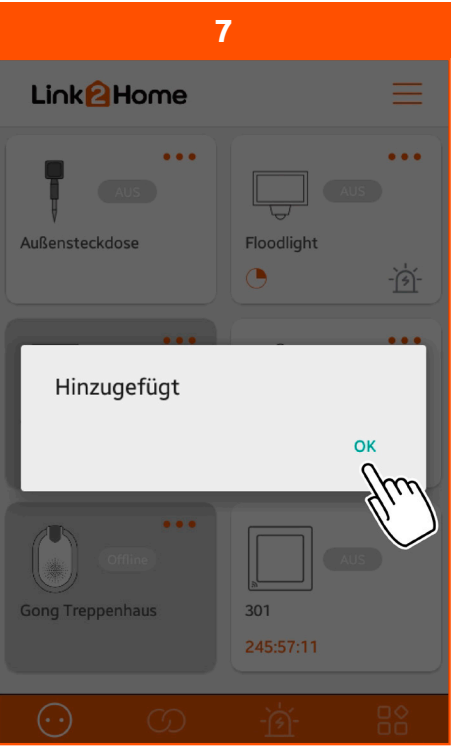 7
Link2Home
AUS
AUS
Außensteckdose
Floodlight
Hinzugefügt
OK
Offline
AUS
Gong Treppenhaus
301
245:57:11